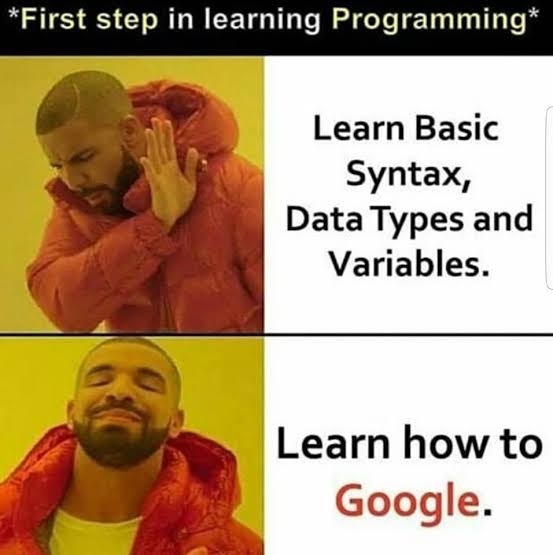 *First step in learning Programming*
Learn Basic
Syntax,
Data Types and
Variables.
Learn how to
Google.